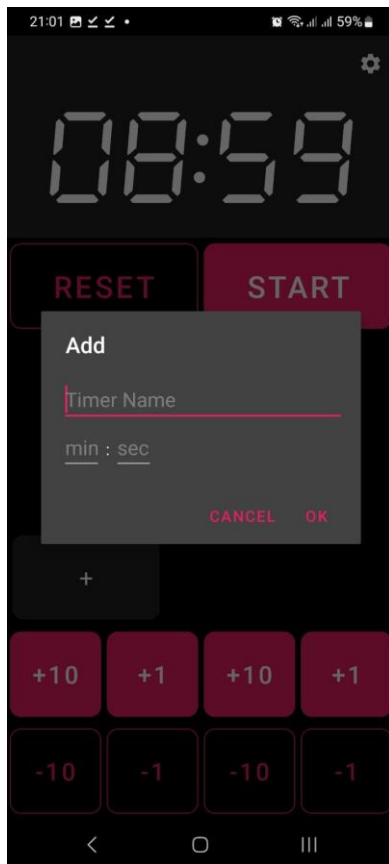 21:01 59%
08:59
RESET START
Add
Timer Name
min : sec
CANCEL OK
+
+10 +1 +10 +1
-10 -1 -10 -1